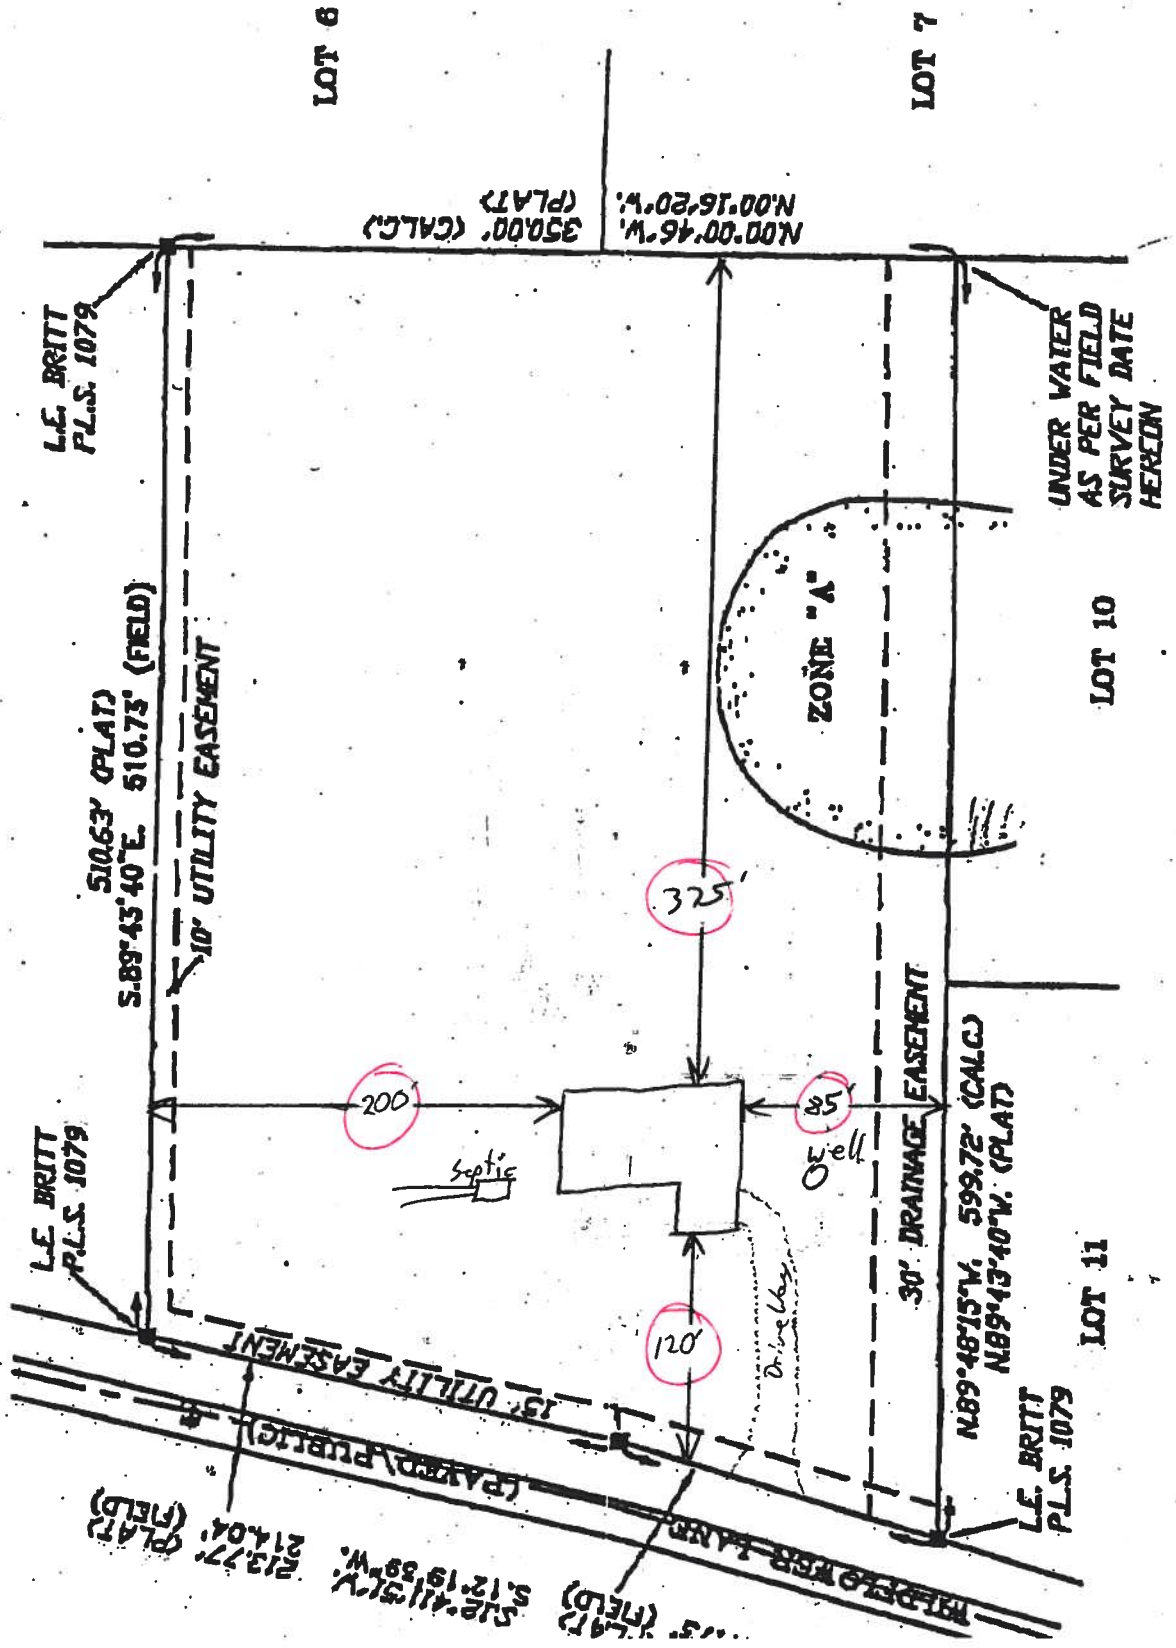 LOT 6
LOT 7
N.00°00'46"W. 350.00' (CALC.)
N.00°16'20"W. (PLAT)
L.E. BRITT
P.L.S. 1079
UNDER WATER
AS PER FIELD
SURVEY DATE
HEREON
510.63' (PLAT)
S.89°43'40"E. 510.73' (FIELD)
10' UTILITY EASEMENT
ZONE "A"
LOT 10
325'
200'
85'
Well
Septic
30' DRAINAGE EASEMENT
N.89°48'15"W. 599.72' (CALC.)
N.89°43'40"W. (PLAT)
L.E. BRITT
P.L.S. 1079
120'
Driveway
LOT 11
15' UTILITY EASEMENT
L.E. BRITT
P.L.S. 1079
WILDFLOWER LANE (PAVED/PUBLIC)
213.77' (PLAT)
214.04' (FIELD)
S.12°19'39"W.
(FIELD)